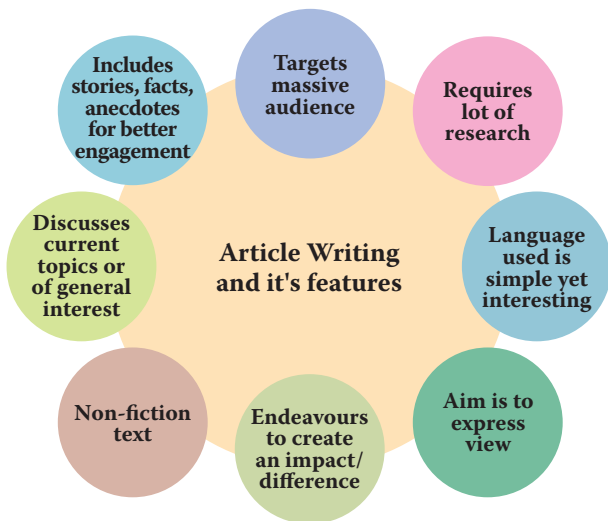 Article Writing
and it's features
Targets
massive
audience
Requires
lot of
research
Language
used is
simple yet
interesting
Aim is to
express
view
Endeavours
to create
an impact/
difference
Non-fiction
text
Discusses
current
topics or
of general
interest
Includes
stories, facts,
anecdotes
for better
engagement